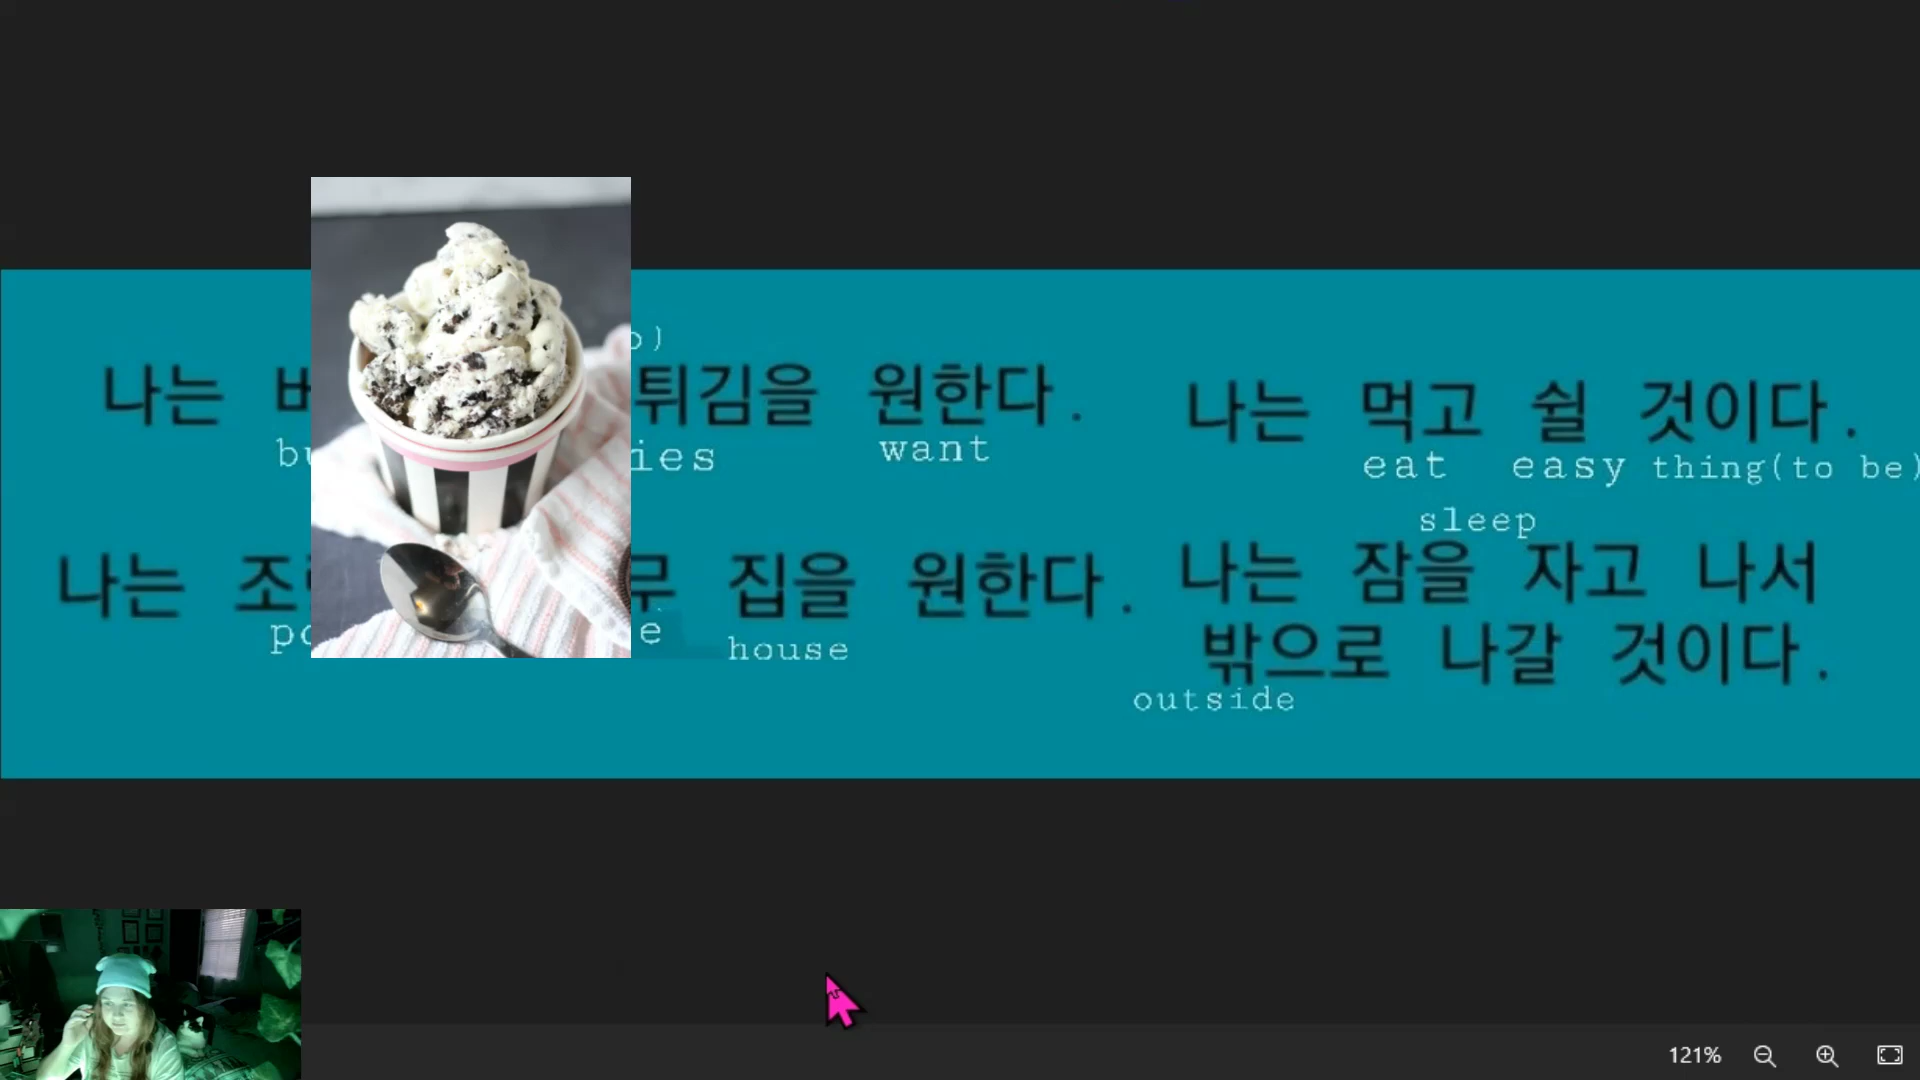 나는
튀김을 원한다.
want
나는
집을 원한다.
house
나는 먹고 쉴 것이다.
eat easy thing(to be)
sleep
나는 잠을 자고 나서
밖으로 나갈 것이다.
outside
121%